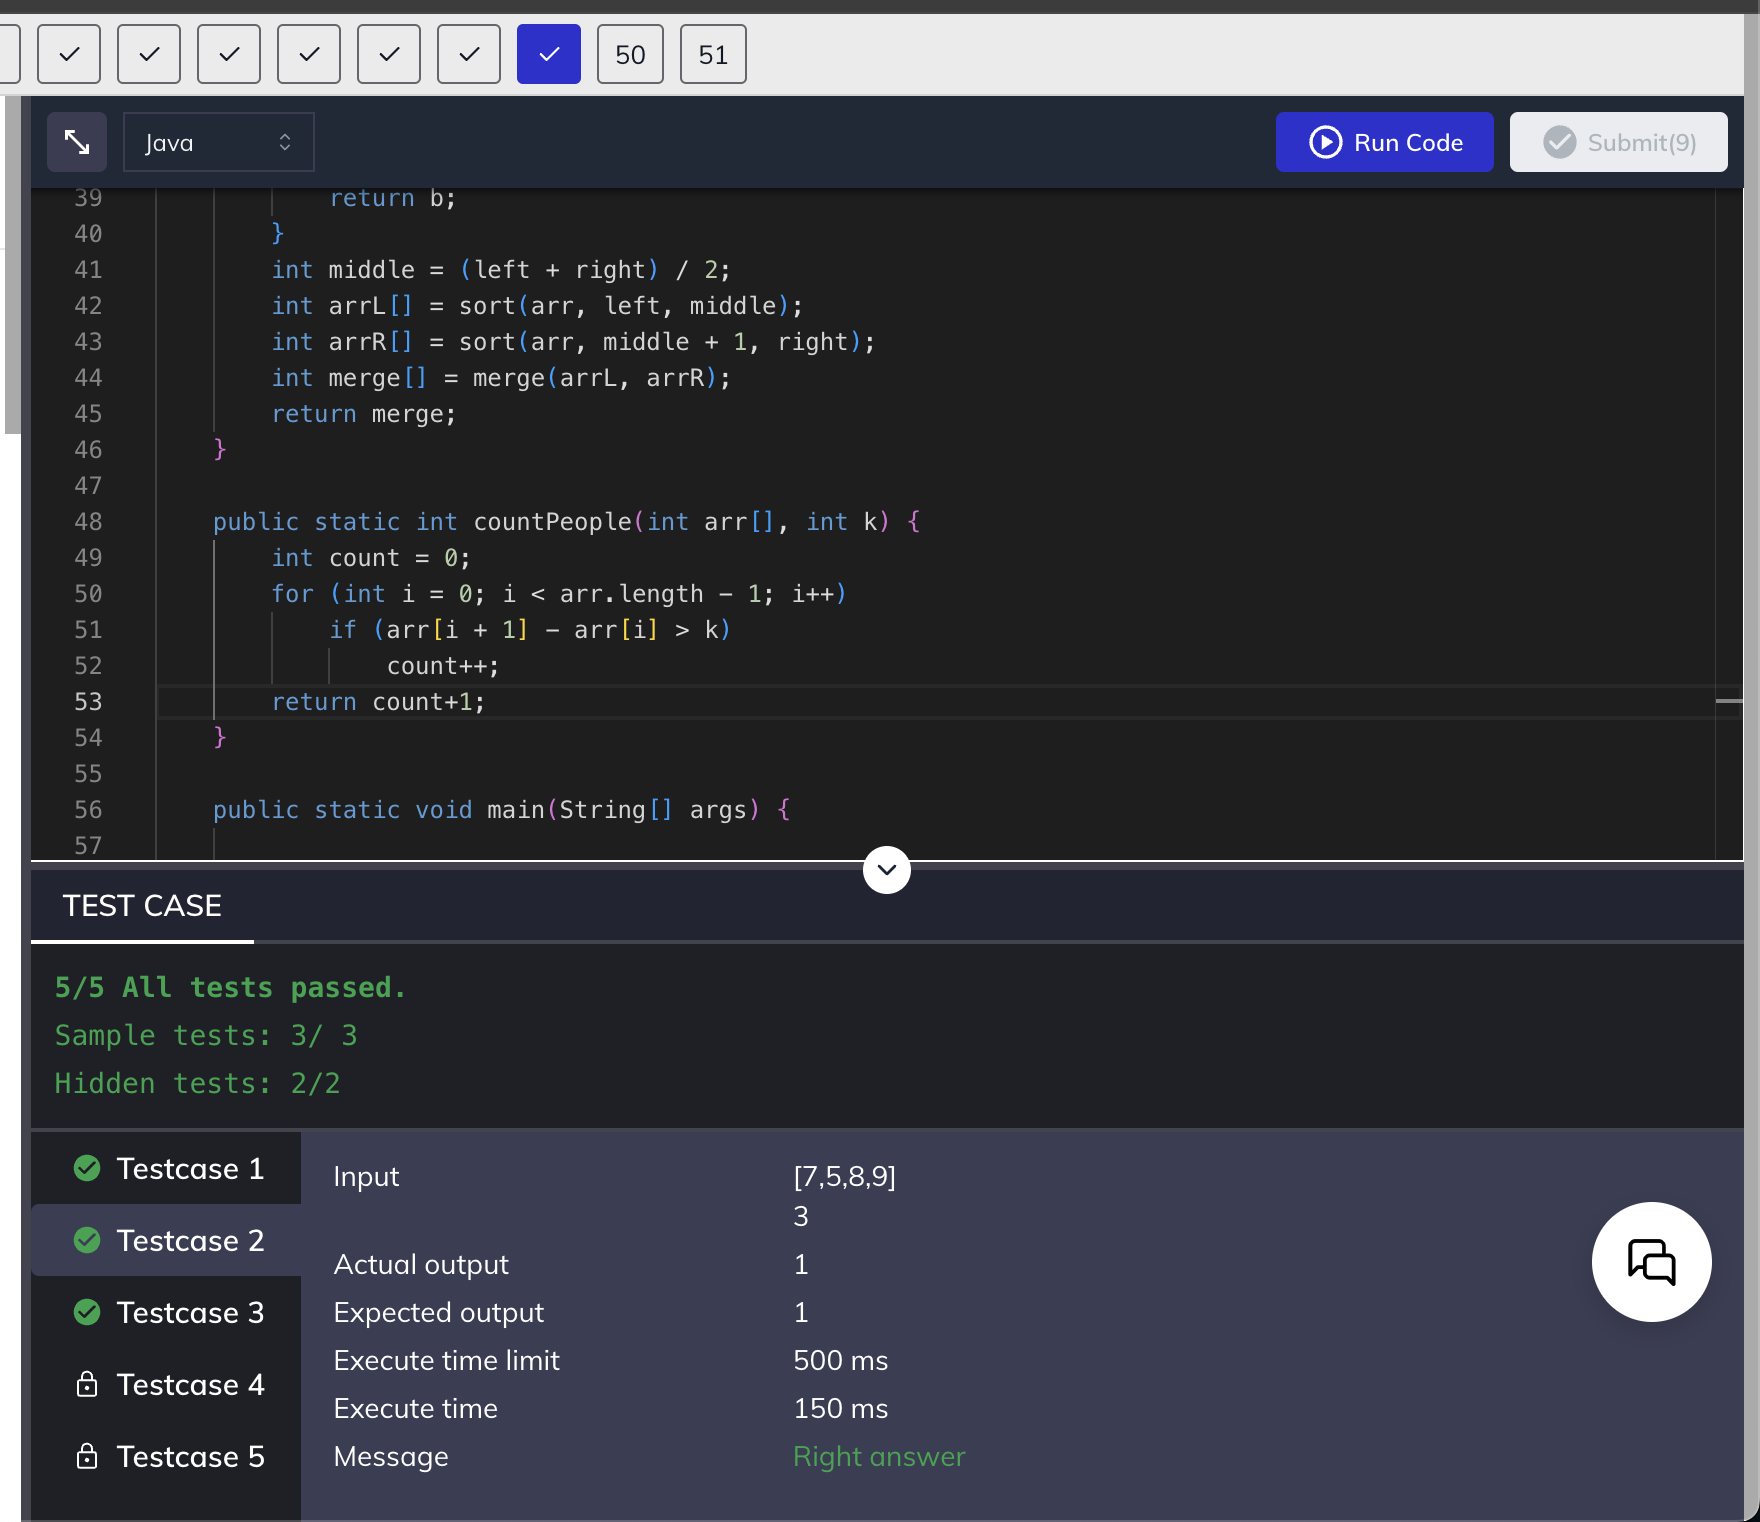 50 51
Java
Run Code
Submit(9)
39 return b;
40 }
41 int middle = (left + right) / 2;
42 int arrL[] = sort(arr, left, middle);
43 int arrR[] = sort(arr, middle + 1, right);
44 int merge[] = merge(arrL, arrR);
45 return merge;
46 }
47
48 public static int countPeople(int arr[], int k) {
49 int count = 0;
50 for (int i = 0; i < arr.length - 1; i++)
51 if (arr[i + 1] - arr[i] > k)
52 count++;
53 return count+1;
54 }
55
56 public static void main(String[] args) {
57
TEST CASE
5/5 All tests passed.
Sample tests: 3/ 3
Hidden tests: 2/2
Testcase 1
Testcase 2
Testcase 3
Testcase 4
Testcase 5
Input [7,5,8,9]
3
Actual output 1
Expected output 1
Execute time limit 500 ms
Execute time 150 ms
Message Right answer